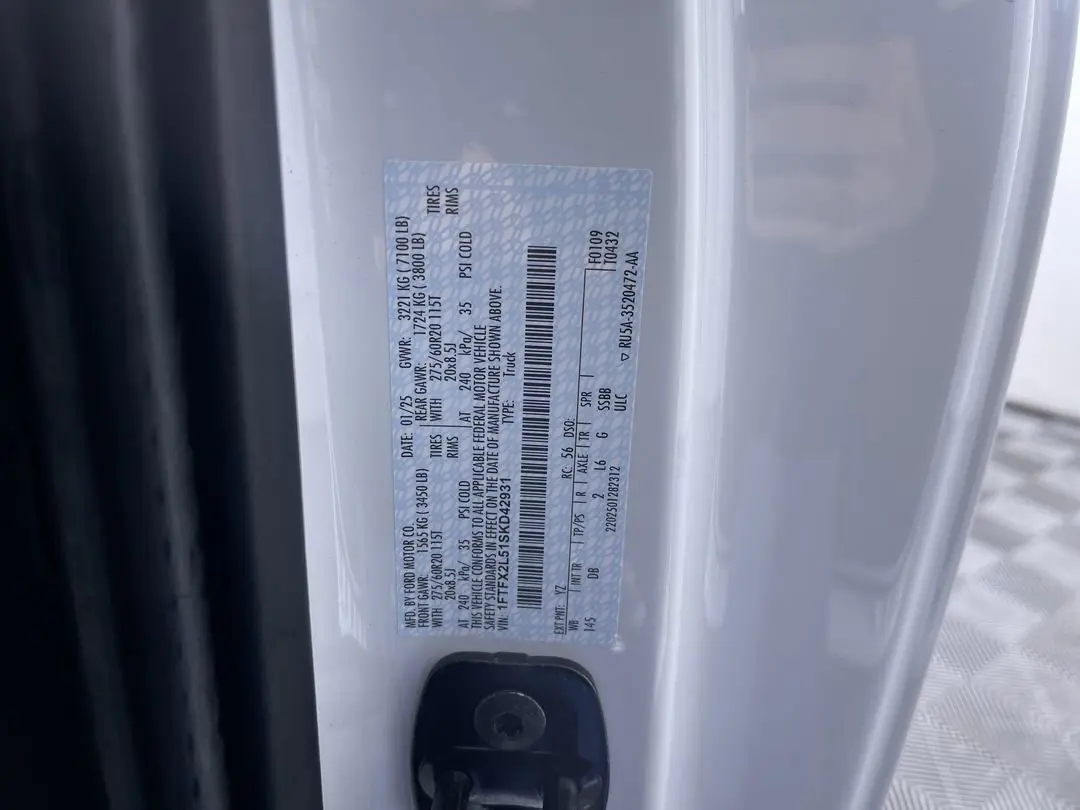 MFD. BY FORD MOTOR CO. DATE: 01/25 GVWR: 3221 KG ( 7100 LB)
FRONT GAWR: 1565 KG ( 3450 LB) REAR GAWR: 1724 KG ( 3800 LB)
WITH 275/60R20 115T TIRES WITH 275/60R20 115T TIRES
20x8.5J RIMS 20x8.5J RIMS
AT 240 kPa/ 35 PSI COLD AT 240 kPa/ 35 PSI COLD
THIS VEHICLE CONFORMS TO ALL APPLICABLE FEDERAL MOTOR VEHICLE
SAFETY STANDARDS IN EFFECT ON THE DATE OF MANUFACTURE SHOWN ABOVE.
VIN: 1FTFX2L51SKD42931 TYPE: Truck
EXT PNT: YZ RC: 56 DSO: F0109
WB INT TR TP/PS R AXLE TR SPR T0432
145 DB 2 L6 G SSBB
2202501282312 ULC ▽ RU5A-3520472-AA